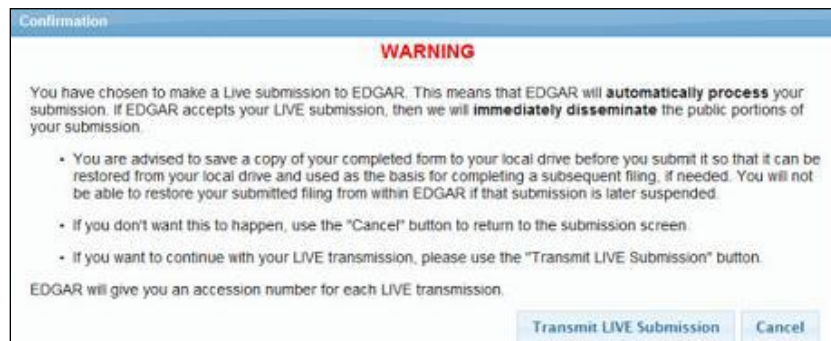 Confirmation
WARNING
You have chosen to make a Live submission to EDGAR. This means that EDGAR will automatically process your
submission. If EDGAR accepts your LIVE submission, then we will immediately disseminate the public portions of
your submission.
• You are advised to save a copy of your completed form to your local drive before you submit it so that it can be
restored from your local drive and used as the basis for completing a subsequent filing, if needed. You will not
be able to restore your submitted filing from within EDGAR if that submission is later suspended.
• If you don't want this to happen, use the "Cancel" button to return to the submission screen.
• If you want to continue with your LIVE transmission, please use the "Transmit LIVE Submission" button.
EDGAR will give you an accession number for each LIVE transmission.
Transmit LIVE Submission Cancel